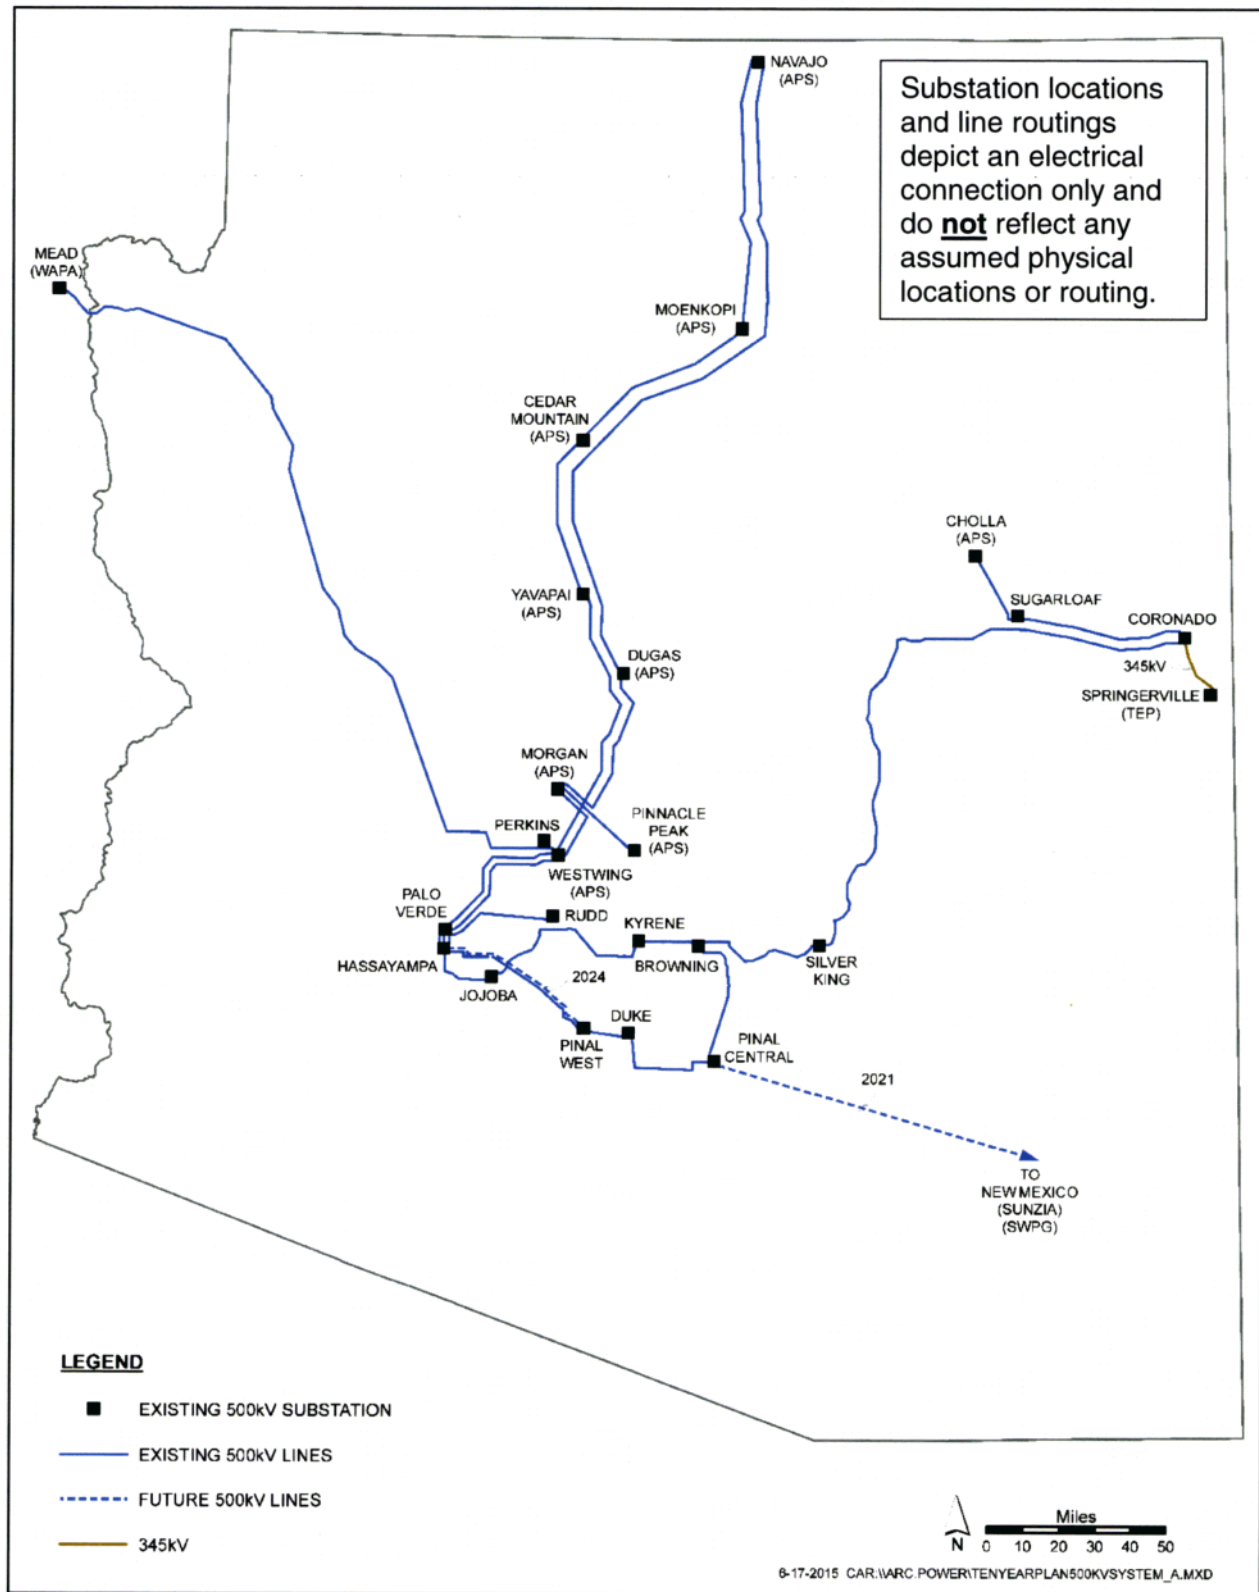 NAVAJO
(APS)
Substation locations
and line routings
depict an electrical
connection only and
do not reflect any
assumed physical
locations or routing.
MEAD
(WAPA)
MOENKOPI
(APS)
CEDAR
MOUNTAIN
(APS)
CHOLLA
(APS)
YAVAPAI
(APS)
SUGARLOAF
CORONADO
345kV
DUGAS
(APS)
SPRINGERVILLE
(TEP)
MORGAN
(APS)
PINNACLE
PEAK
(APS)
PERKINS
WESTWING
(APS)
PALO
VERDE
RUDD
KYRENE
HASSAYAMPA
BROWNING
SILVER
KING
JOJOBA
2024
DUKE
PINAL
WEST
PINAL
CENTRAL
2021
TO
NEW MEXICO
(SUNZIA)
(SWPG)
LEGEND
EXISTING 500kV SUBSTATION
EXISTING 500kV LINES
FUTURE 500kV LINES
345kV
N
Miles
0 10 20 30 40 50
6-17-2015 CAR:\\ARC POWER\TENYEARPLAN500KVSYSTEM_A.MXD